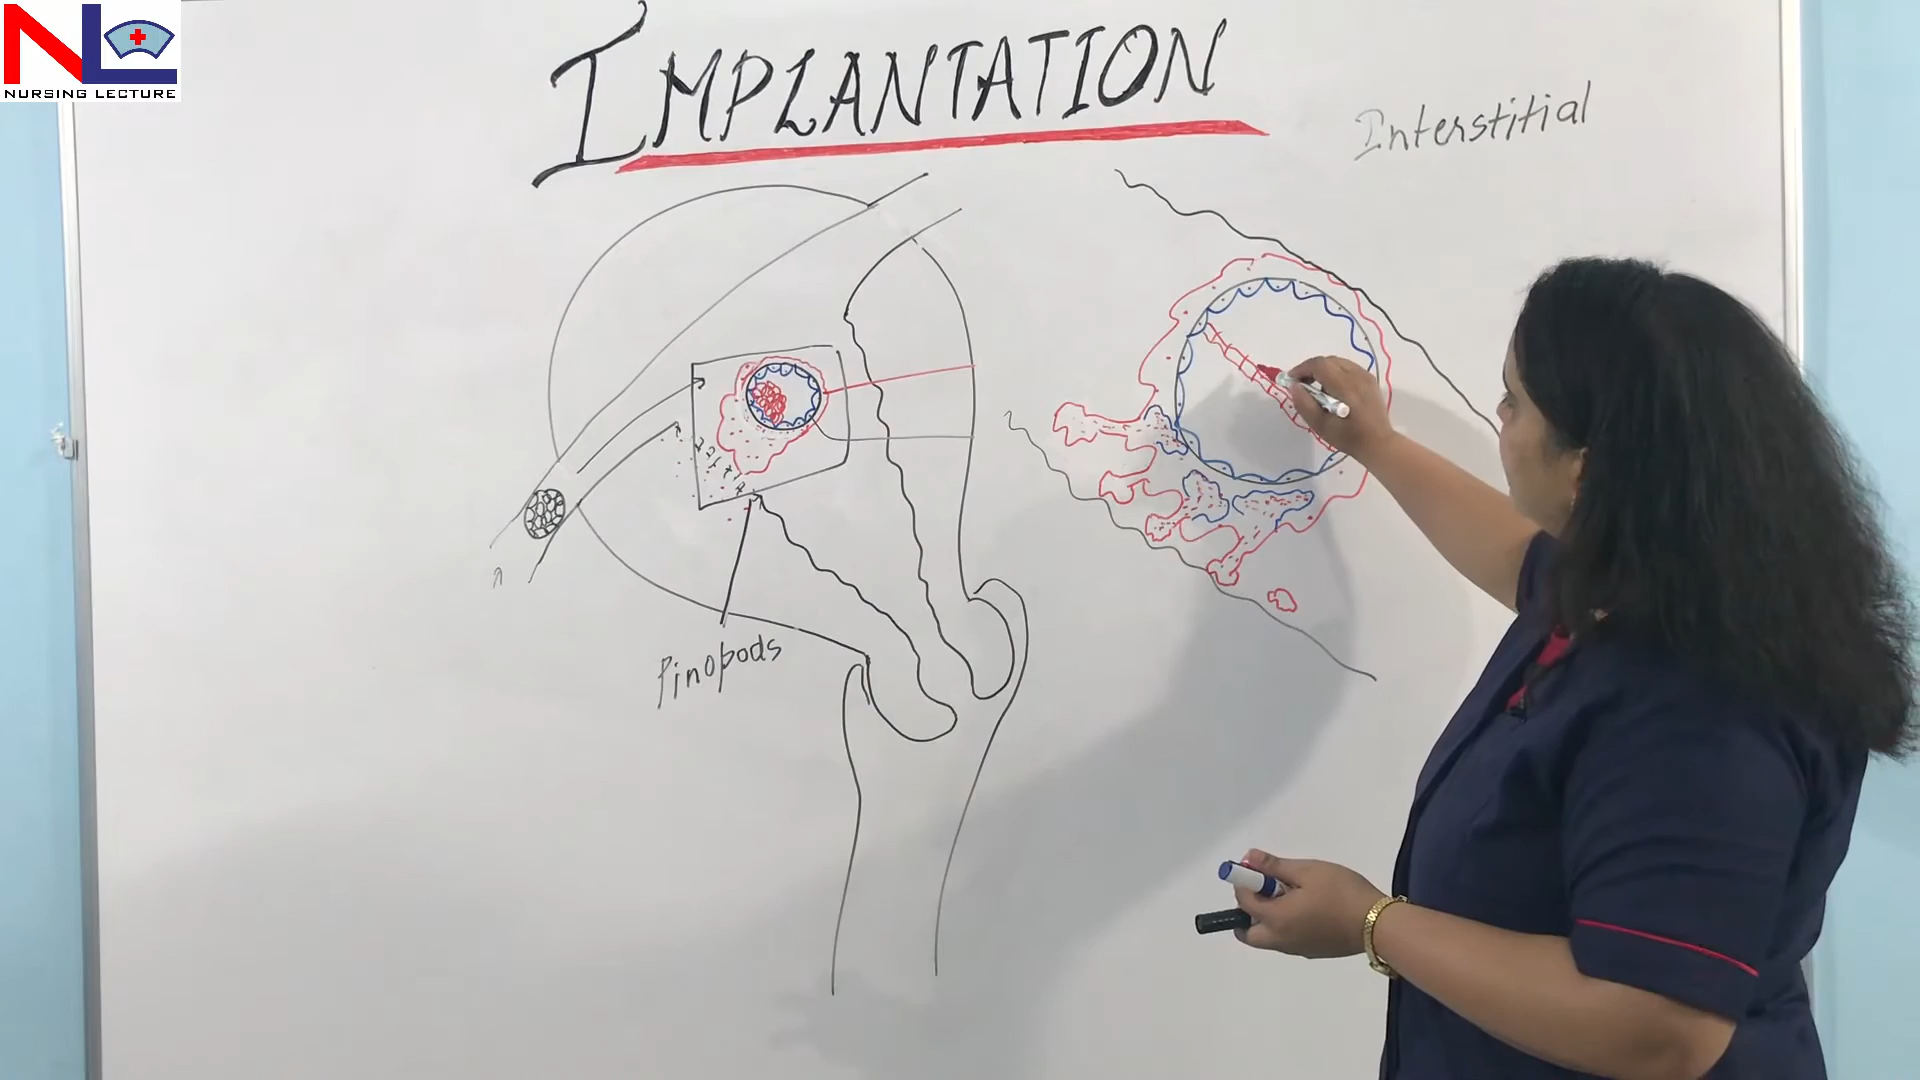 NL
NURSING LECTURE
IMPLANTATION
Interstitial
Pinopods